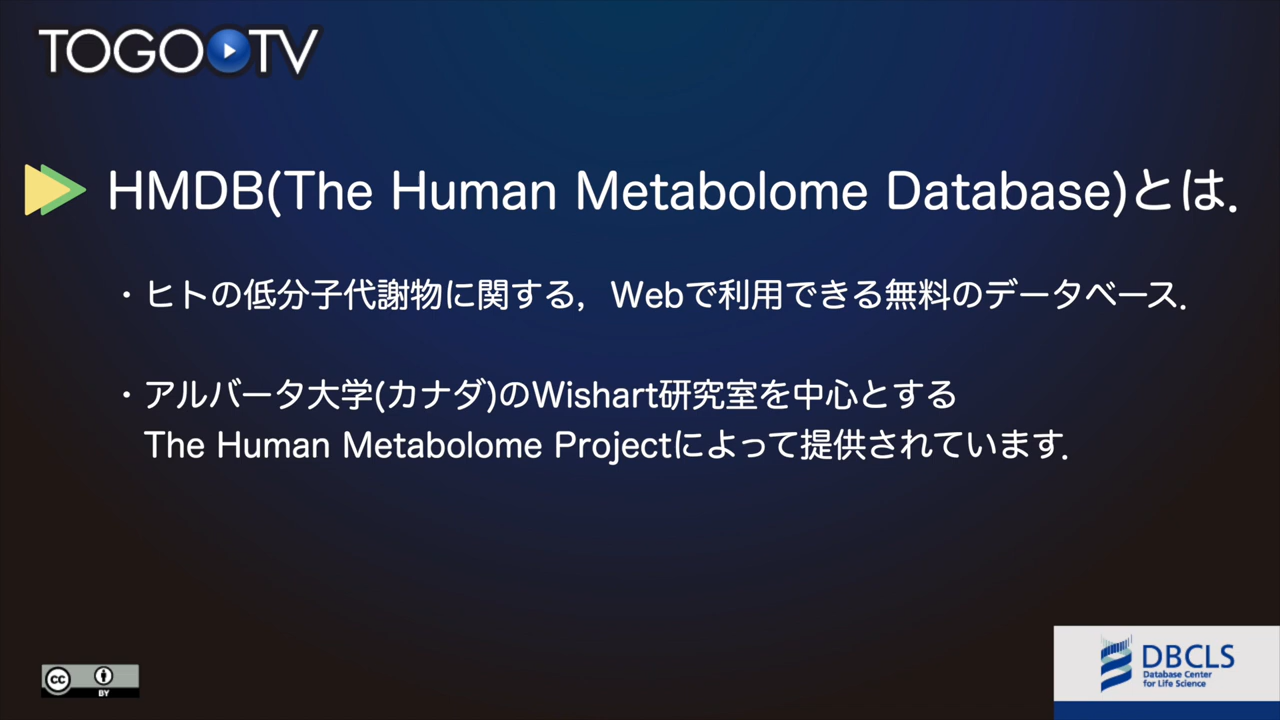 TOGO TV
HMDB(The Human Metabolome Database)とは.
・ヒトの低分子代謝物に関する，Webで利用できる無料のデータベース.
・アルバータ大学(カナダ)のWishart研究室を中心とする
The Human Metabolome Projectによって提供されています.
cc
BY
DBCLS
Database Center
for Life Science